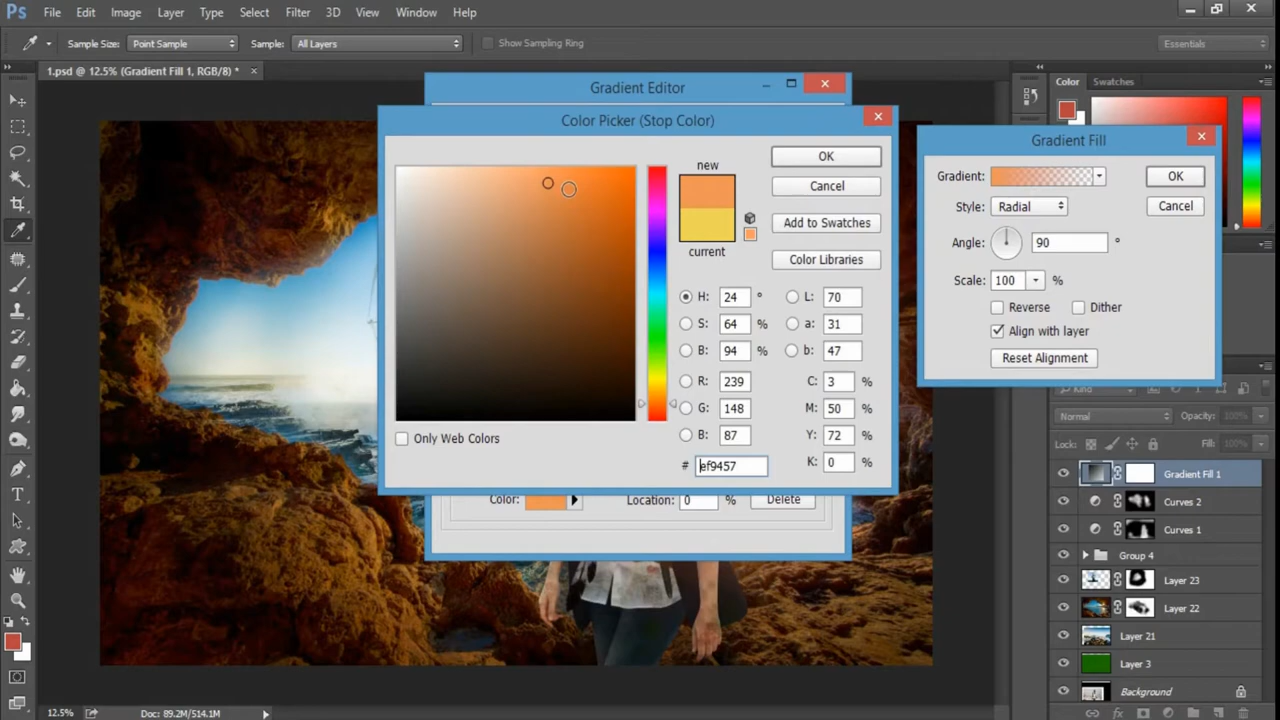 Ps File Edit Image Layer Type Select Filter 3D View Window Help
Sample Size: Point Sample Sample: All Layers Show Sampling Ring Essentials
1.psd @ 12.5% (Gradient Fill 1, RGB/8) *
Color Swatches
Gradient Editor
Color Picker (Stop Color)
new
current
OK
Cancel
Add to Swatches
Color Libraries
H: 24 °
S: 64 %
B: 94 %
R: 239
G: 148
B: 87
# ef9457
L: 70
a: 31
b: 47
C: 3 %
M: 50 %
Y: 72 %
K: 0 %
Only Web Colors
Color: Location: 0 % Delete
Gradient Fill
Gradient: OK
Style: Radial Cancel
Angle: 90 °
Scale: 100 %
Reverse Dither
Align with layer
Reset Alignment
Kind
Normal Opacity: 100%
Lock: Fill: 100%
Gradient Fill 1
Curves 2
Curves 1
Group 4
Layer 23
Layer 22
Layer 21
Layer 3
Background
12.5% Doc: 89.2M/514.1M
fx